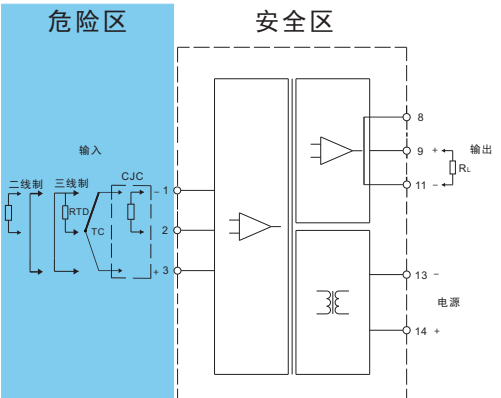 危险区
安全区
输入
二线制
三线制
CJC
RTD
TC
− 1
2
+ 3
8
9 +
11 −
输出
RL
13 −
电源
14 +